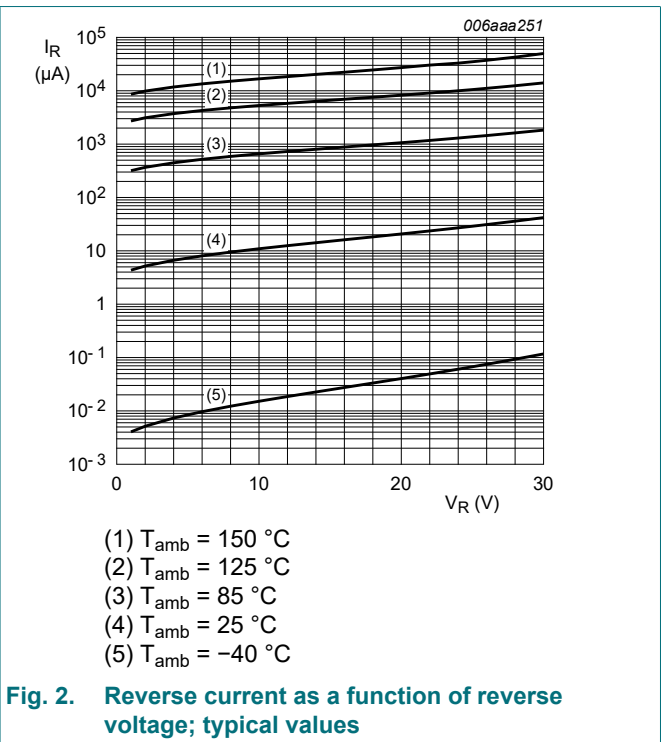 006aaa251
I_R
(µA)
10^5
10^4
10^3
10^2
10
1
10^-1
10^-2
10^-3
(1)
(2)
(3)
(4)
(5)
0 10 20 30
V_R (V)
(1) T_amb = 150 °C
(2) T_amb = 125 °C
(3) T_amb = 85 °C
(4) T_amb = 25 °C
(5) T_amb = −40 °C
Fig. 2. Reverse current as a function of reverse
voltage; typical values